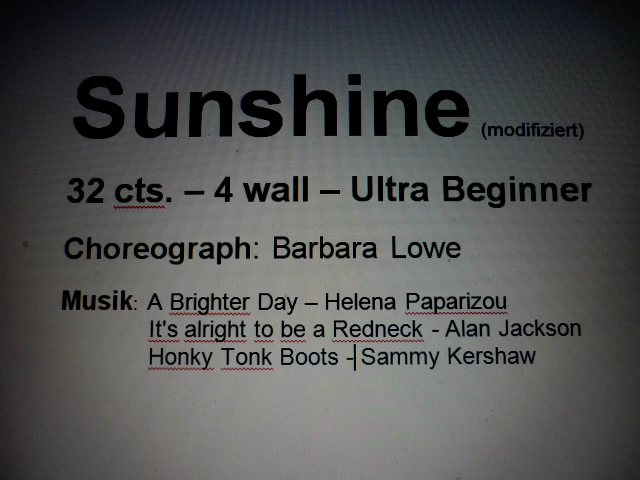 Sunshine (modifiziert)
32 cts. – 4 wall – Ultra Beginner
Choreograph: Barbara Lowe
Musik: A Brighter Day – Helena Paparizou
It's alright to be a Redneck - Alan Jackson
Honky Tonk Boots - Sammy Kershaw